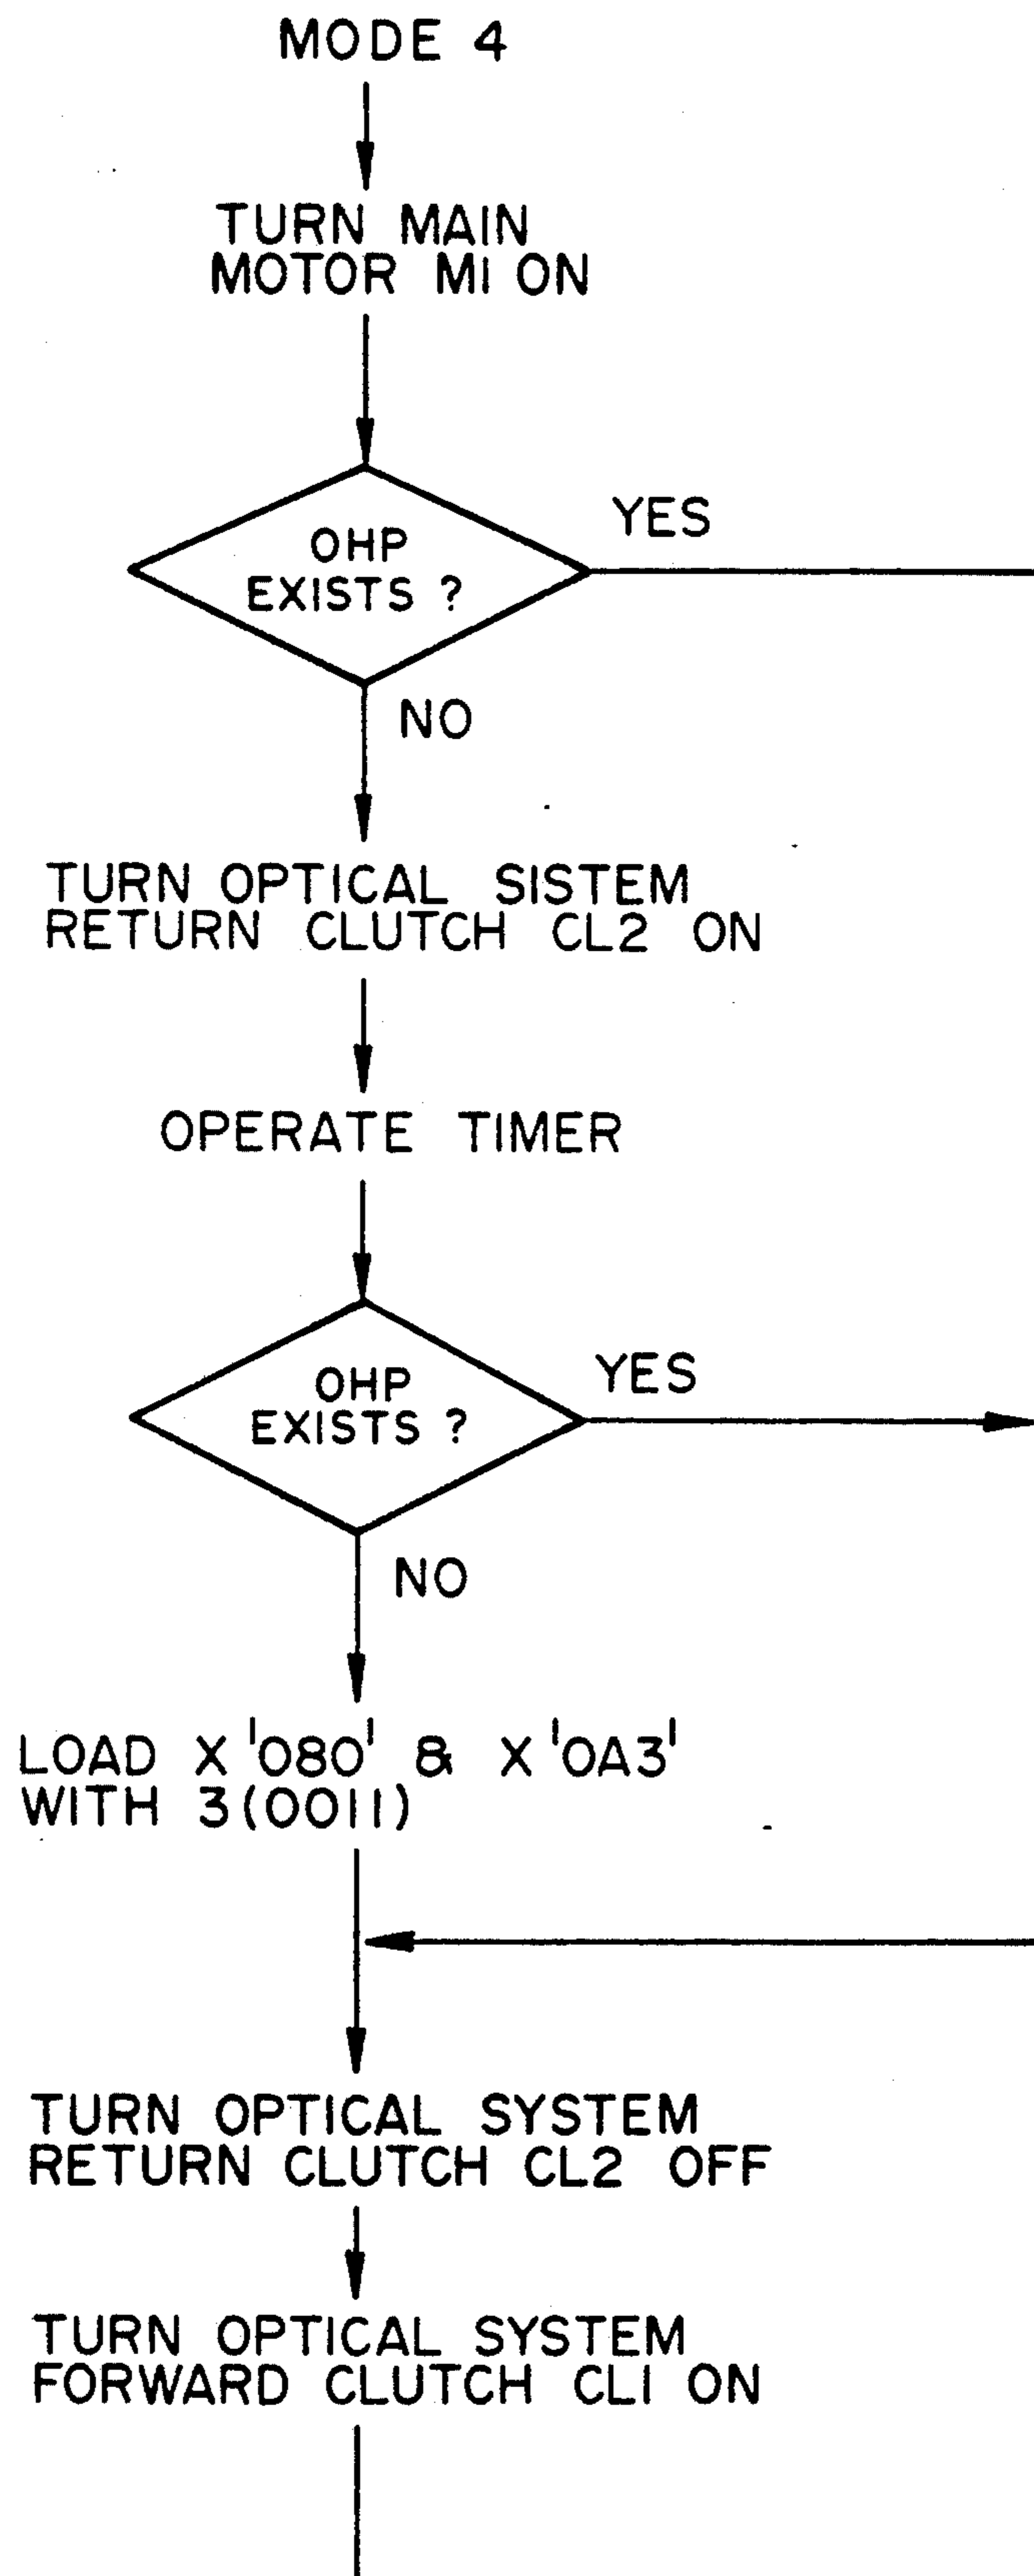 MODE 4
TURN MAIN
MOTOR M1 ON
OHP
EXISTS ?
YES
NO
TURN OPTICAL SISTEM
RETURN CLUTCH CL2 ON
OPERATE TIMER
OHP
EXISTS ?
YES
NO
LOAD X'080' & X'0A3'
WITH 3(0011)
TURN OPTICAL SYSTEM
RETURN CLUTCH CL2 OFF
TURN OPTICAL SYSTEM
FORWARD CLUTCH CL1 ON